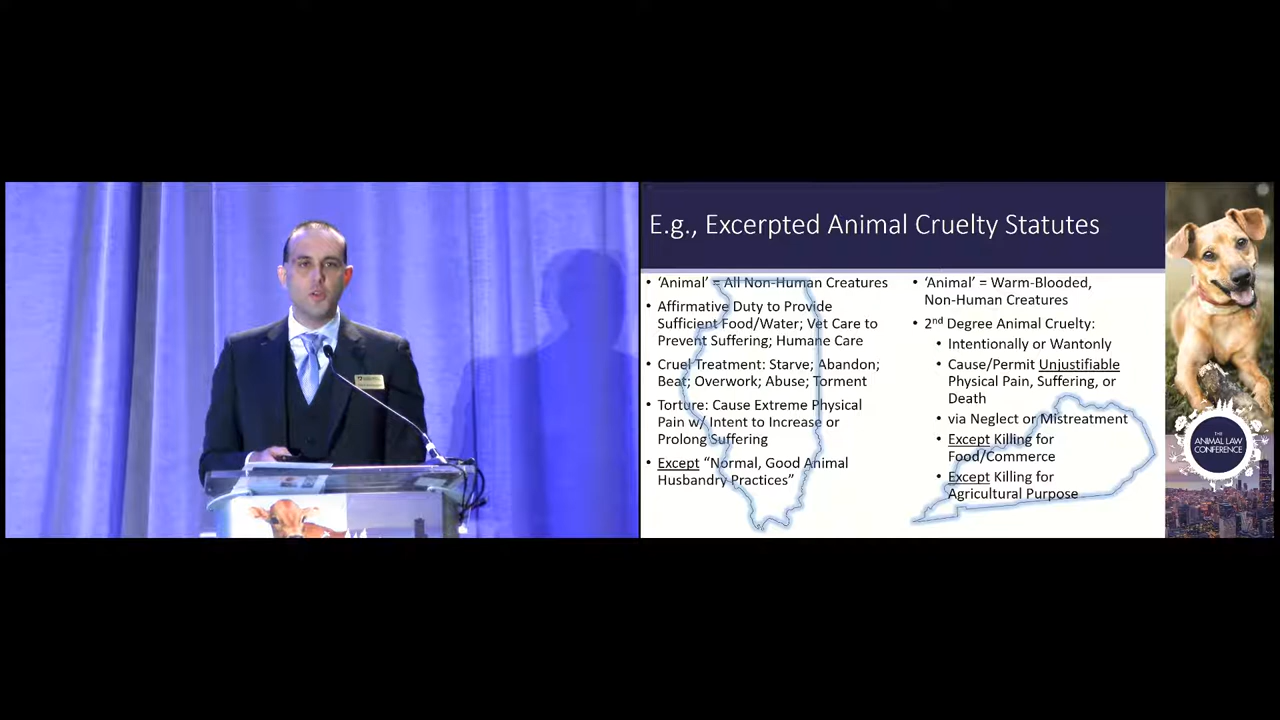 E.g., Excerpted Animal Cruelty Statutes
• ‘Animal’ = All Non-Human Creatures
• Affirmative Duty to Provide
Sufficient Food/Water; Vet Care to
Prevent Suffering; Humane Care
• Cruel Treatment: Starve; Abandon;
Beat; Overwork; Abuse; Torment
• Torture: Cause Extreme Physical
Pain w/ Intent to Increase or
Prolong Suffering
• Except “Normal, Good Animal
Husbandry Practices”
• ‘Animal’ = Warm-Blooded,
Non-Human Creatures
• 2nd Degree Animal Cruelty:
• Intentionally or Wantonly
• Cause/Permit Unjustifiable
Physical Pain, Suffering, or
Death
• via Neglect or Mistreatment
• Except Killing for
Food/Commerce
• Except Killing for
Agricultural Purpose
THE
ANIMAL LAW
CONFERENCE